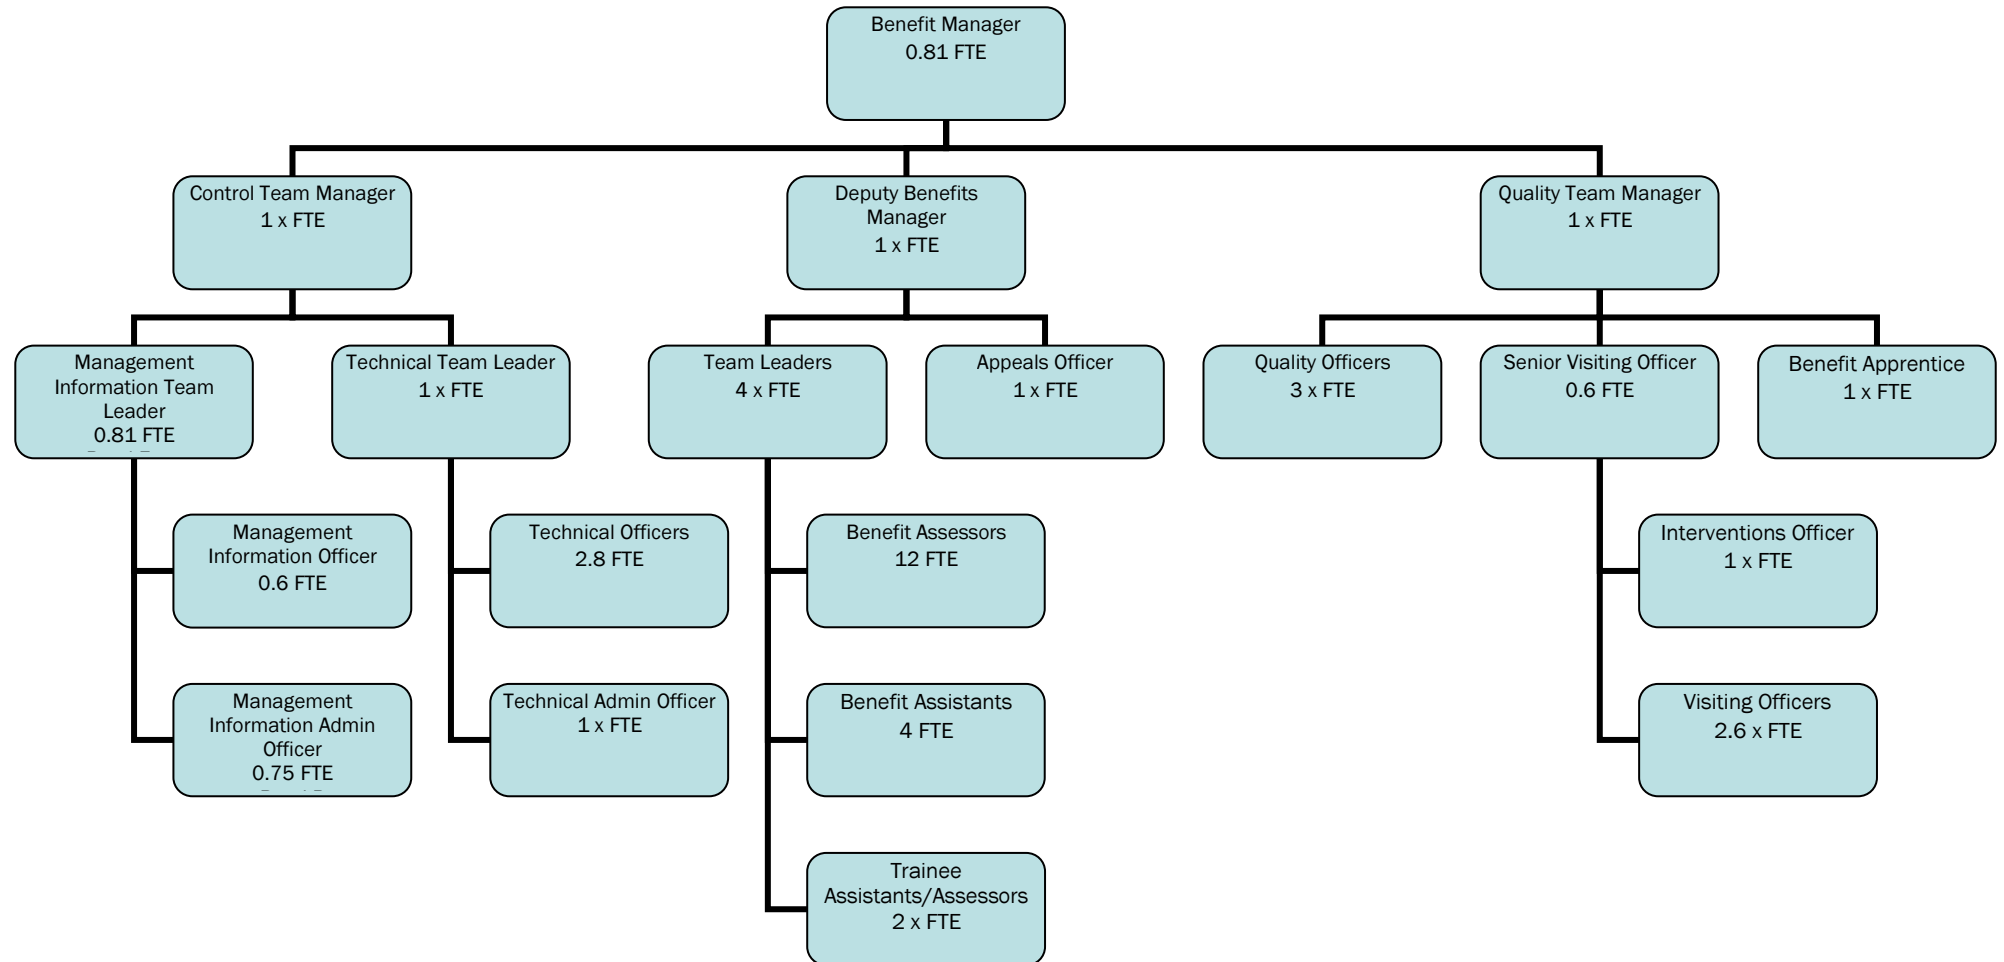 Benefit Manager
0.81 FTE
Control Team Manager
1 x FTE
Deputy Benefits
Manager
1 x FTE
Quality Team Manager
1 x FTE
Management
Information Team
Leader
0.81 FTE
Technical Team Leader
1 x FTE
Team Leaders
4 x FTE
Appeals Officer
1 x FTE
Quality Officers
3 x FTE
Senior Visiting Officer
0.6 FTE
Benefit Apprentice
1 x FTE
Management
Information Officer
0.6 FTE
Technical Officers
2.8 FTE
Benefit Assessors
12 FTE
Interventions Officer
1 x FTE
Management
Information Admin
Officer
0.75 FTE
Technical Admin Officer
1 x FTE
Benefit Assistants
4 FTE
Visiting Officers
2.6 x FTE
Trainee
Assistants/Assessors
2 x FTE